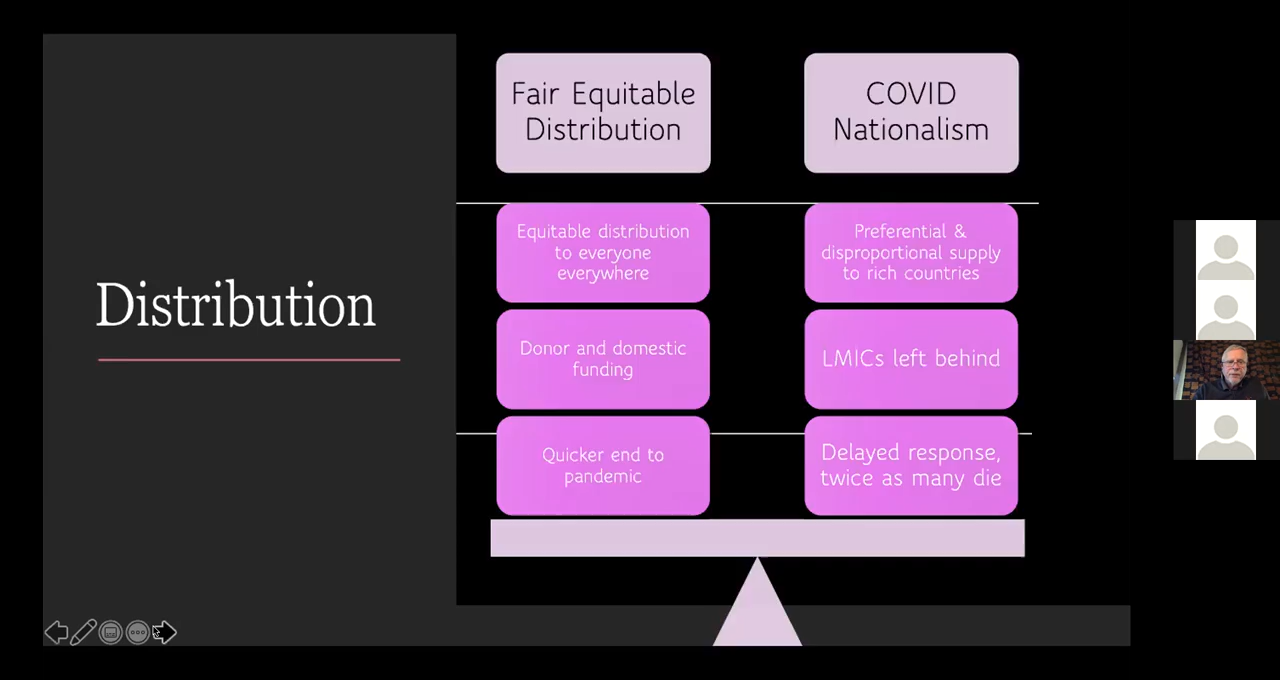 Distribution
Fair Equitable
Distribution
Equitable distribution
to everyone
everywhere
Donor and domestic
funding
Quicker end to
pandemic
COVID
Nationalism
Preferential &
disproportional supply
to rich countries
LMICs left behind
Delayed response,
twice as many die